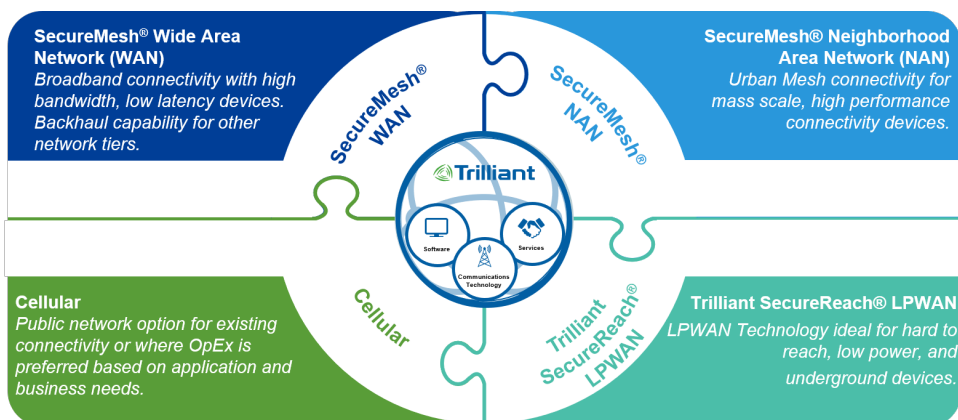 SecureMesh® Wide Area
Network (WAN)
Broadband connectivity with high
bandwidth, low latency devices.
Backhaul capability for other
network tiers.
SecureMesh® Neighborhood
Area Network (NAN)
Urban Mesh connectivity for
mass scale, high performance
connectivity devices.
SecureMesh®
WAN
SecureMesh®
NAN
Trilliant
Software
Services
Communications
Technology
Cellular
Trilliant
SecureReach®
LPWAN
Cellular
Public network option for existing
connectivity or where OpEx is
preferred based on application and
business needs.
Trilliant SecureReach® LPWAN
LPWAN Technology ideal for hard to
reach, low power, and
underground devices.